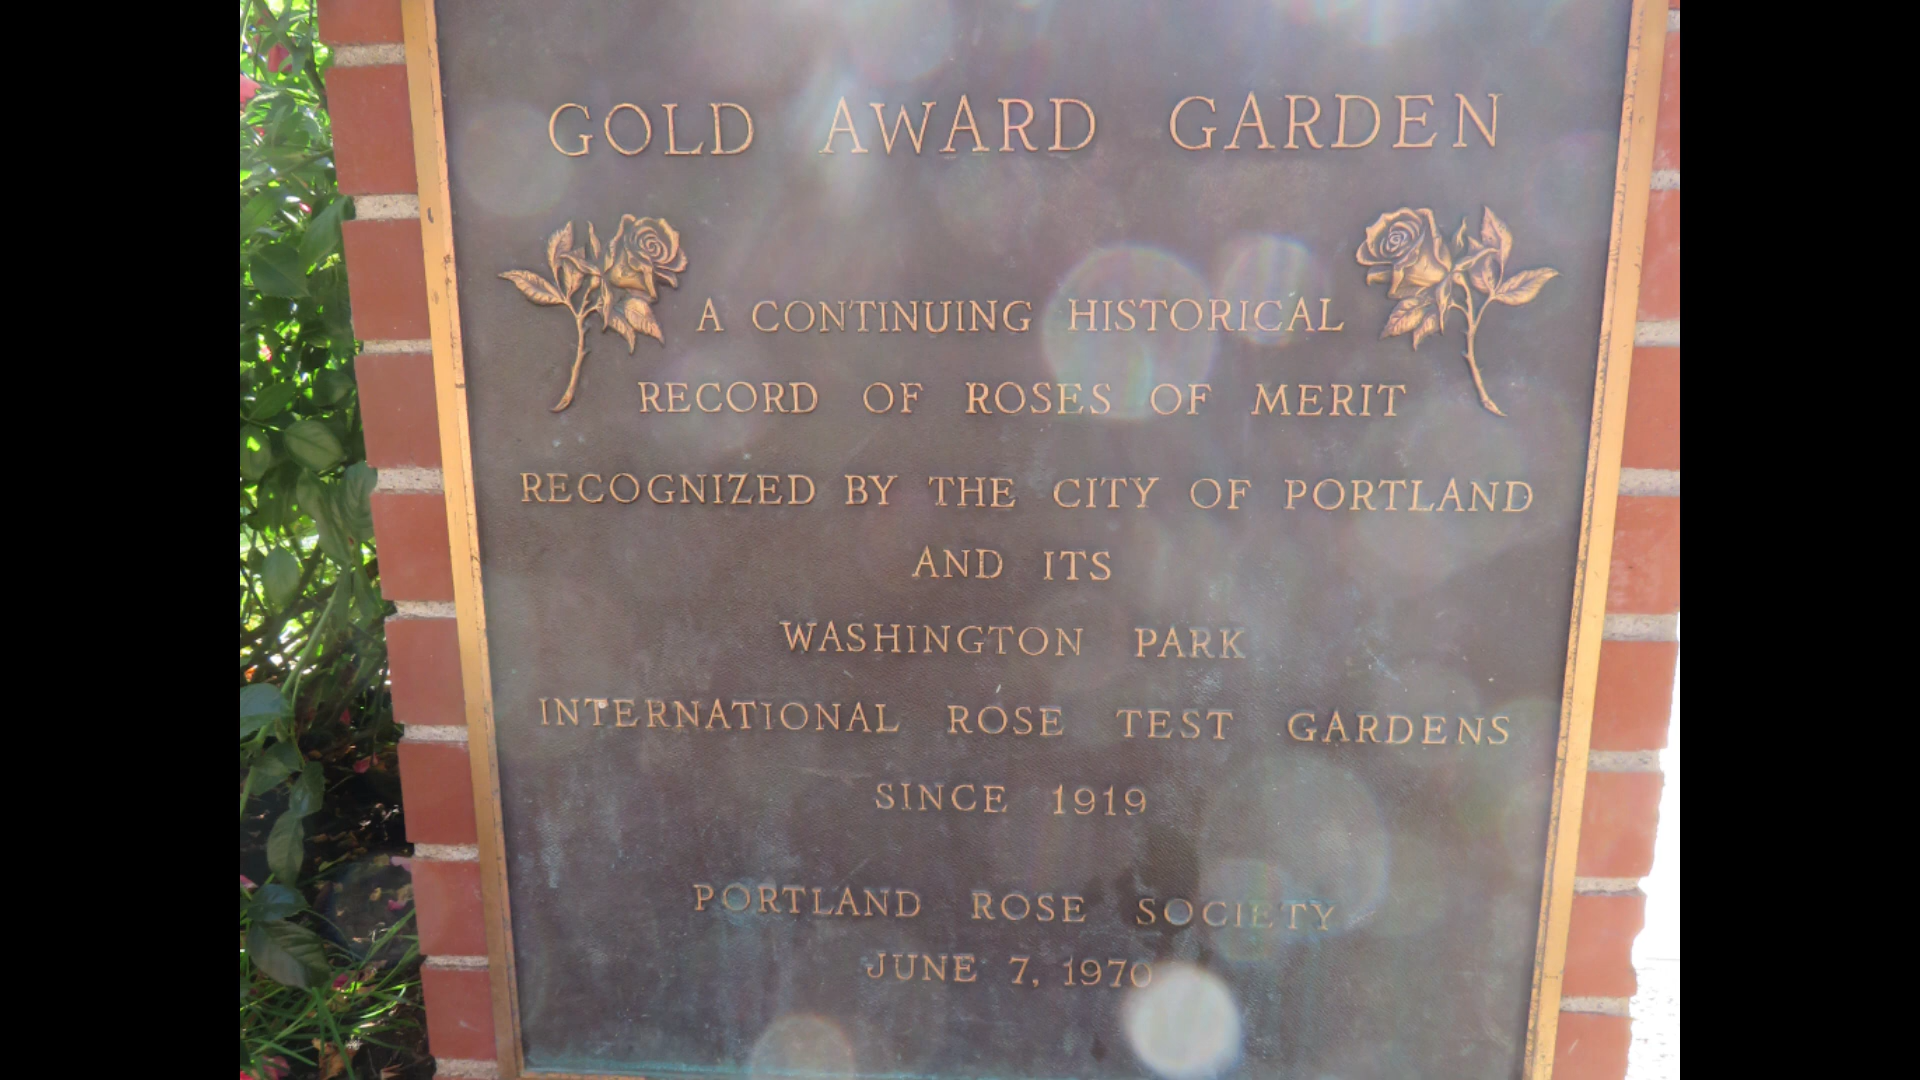 GOLD AWARD GARDEN
A CONTINUING HISTORICAL
RECORD OF ROSES OF MERIT
RECOGNIZED BY THE CITY OF PORTLAND
AND ITS
WASHINGTON PARK
INTERNATIONAL ROSE TEST GARDENS
SINCE 1919
PORTLAND ROSE SOCIETY
JUNE 7, 1970